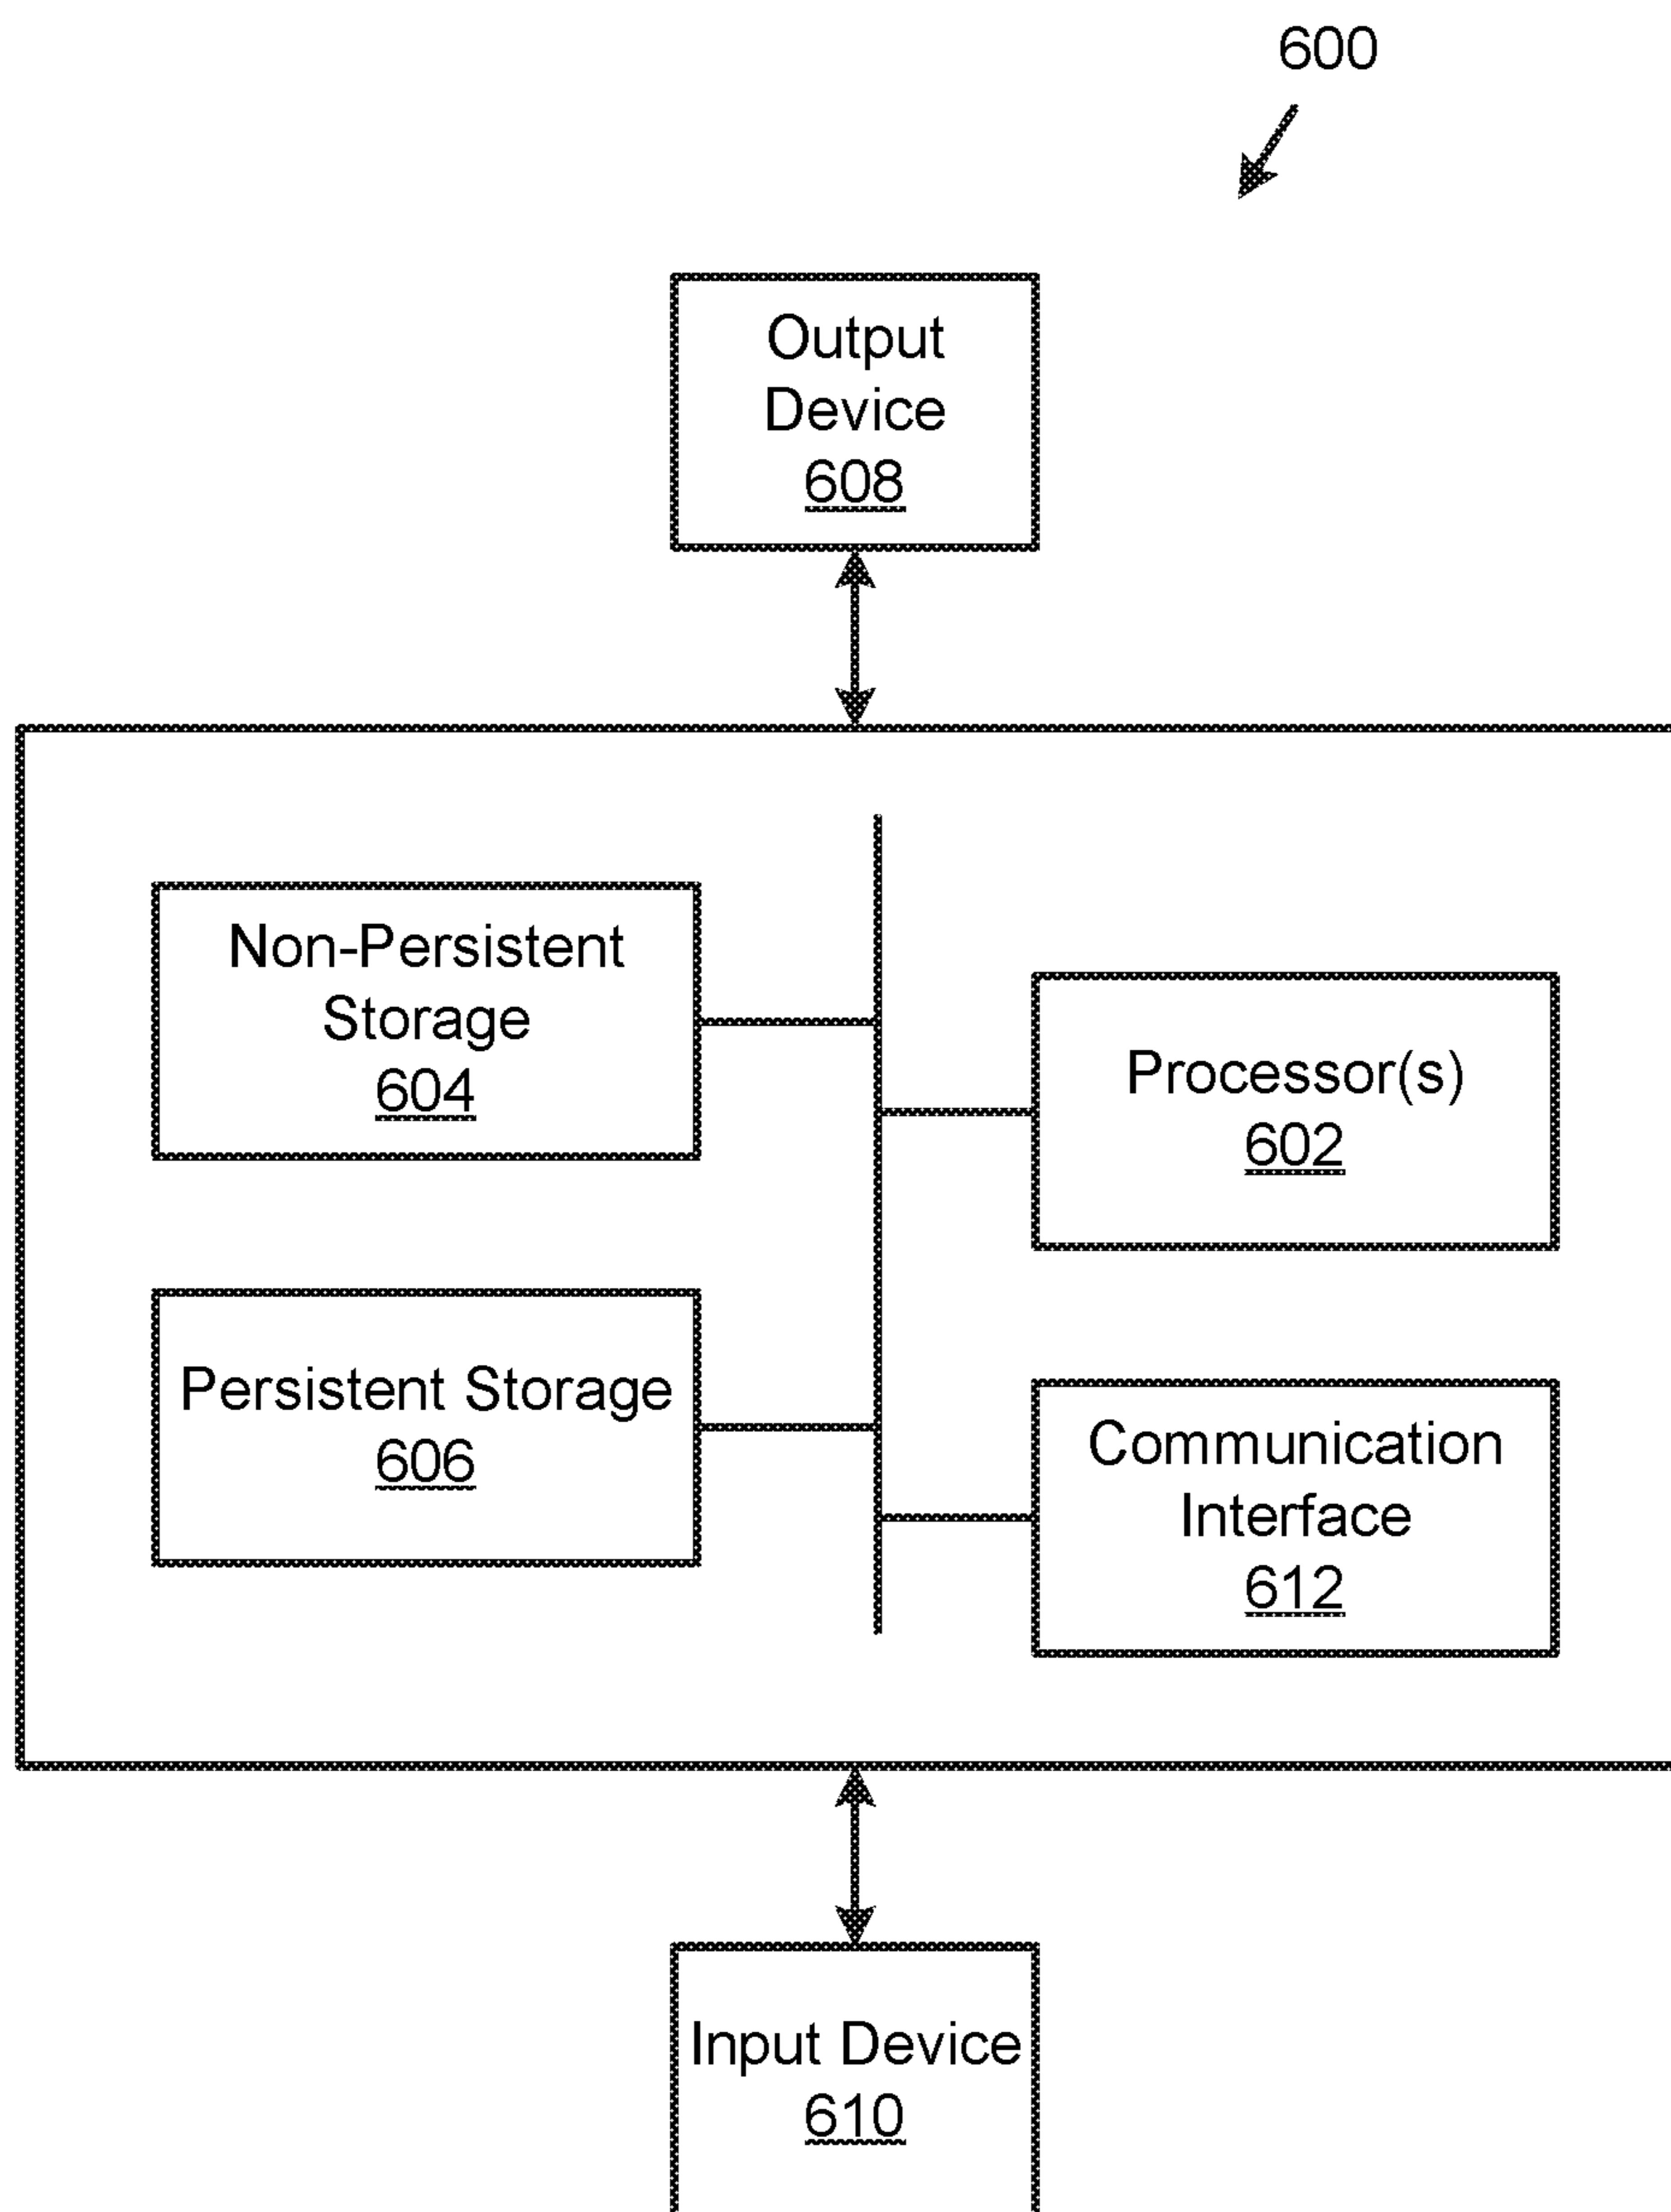 600
Output
Device
608
Non-Persistent
Storage
604
Processor(s)
602
Persistent Storage
606
Communication
Interface
612
Input Device
610